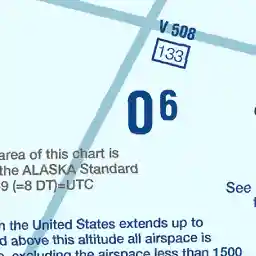 V 508
133
0 6
area of this chart is
the ALASKA Standard
9 (=8 DT)=UTC
See
the United States extends up to
above this altitude all airspace is
excluding the airspace less than 1500